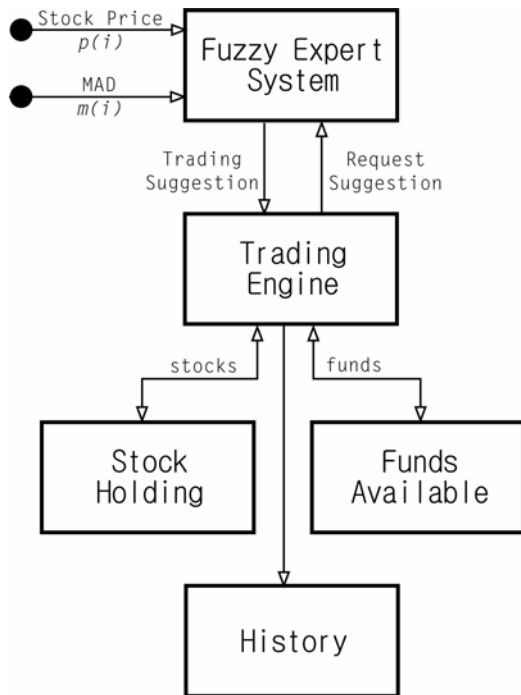 Stock Price
p(i)
MAD
m(i)
Fuzzy Expert
System
Trading
Suggestion
Request
Suggestion
Trading
Engine
stocks
funds
Stock
Holding
Funds
Available
History